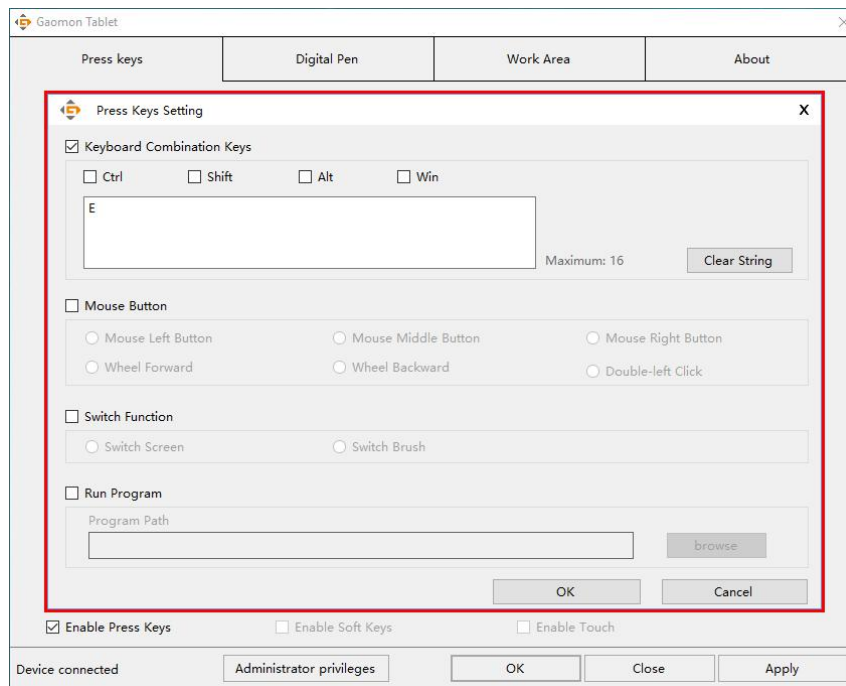 Gaomon Tablet
Press keys Digital Pen Work Area About
Press Keys Setting X
Keyboard Combination Keys
Ctrl Shift Alt Win
E
Maximum: 16 Clear String
Mouse Button
Mouse Left Button Mouse Middle Button Mouse Right Button
Wheel Forward Wheel Backward Double-left Click
Switch Function
Switch Screen Switch Brush
Run Program
Program Path
browse
OK Cancel
Enable Press Keys Enable Soft Keys Enable Touch
Device connected Administrator privileges OK Close Apply